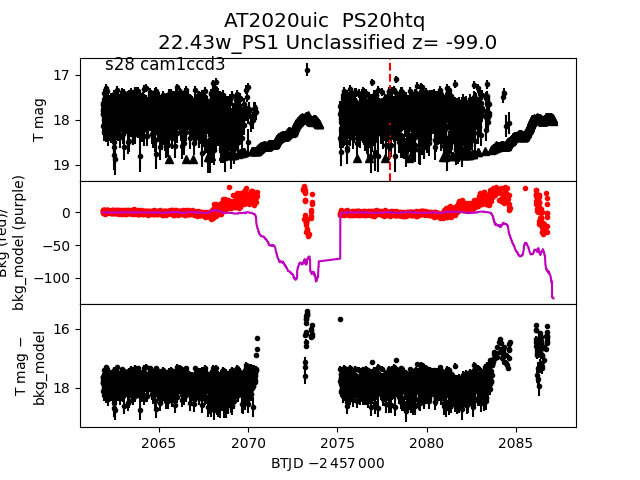 AT2020uic  PS20htq
22.43w_PS1 Unclassified z= -99.0
s28 cam1ccd3
17
18
19
T mag
0
−50
−100
Bkg (red)/
bkg_model (purple)
16
18
T mag −
bkg_model
2065
2070
2075
2080
2085
BTJD −2 457 000